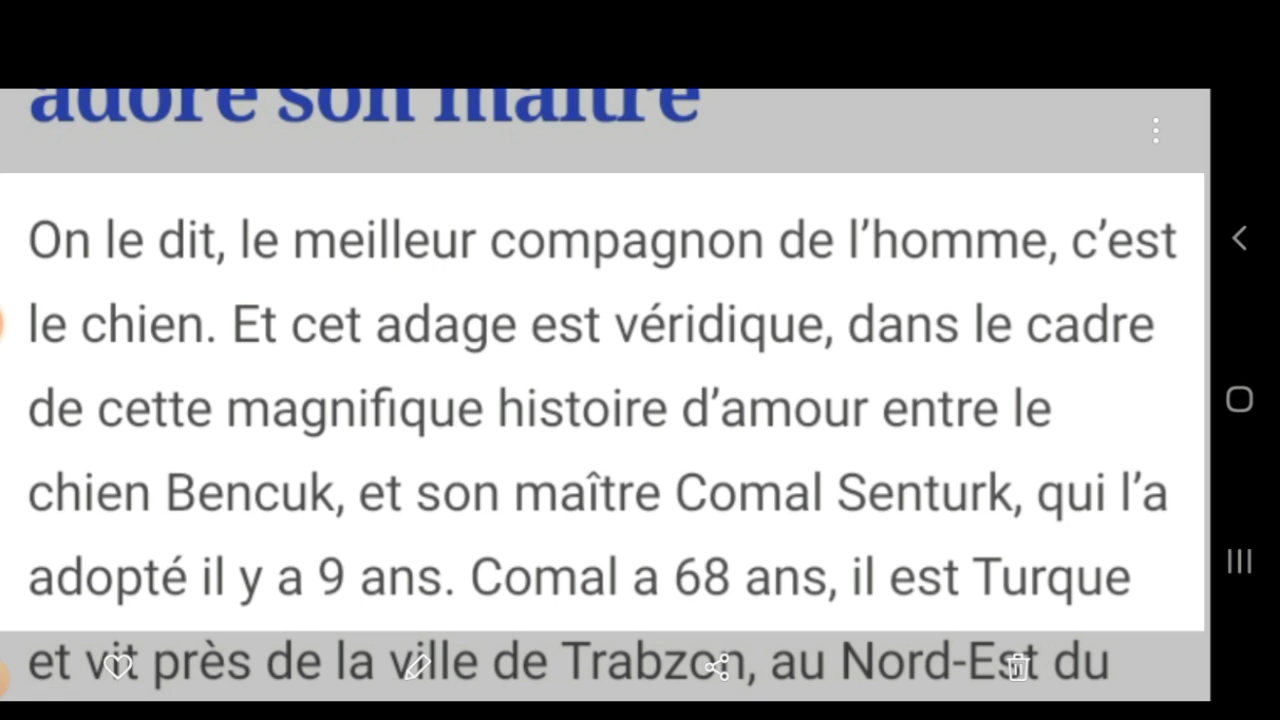 adore son maître
On le dit, le meilleur compagnon de l’homme, c’est
le chien. Et cet adage est véridique, dans le cadre
de cette magnifique histoire d’amour entre le
chien Bencuk, et son maître Comal Senturk, qui l’a
adopté il y a 9 ans. Comal a 68 ans, il est Turque
et vit près de la ville de Trabzon, au Nord-Est du